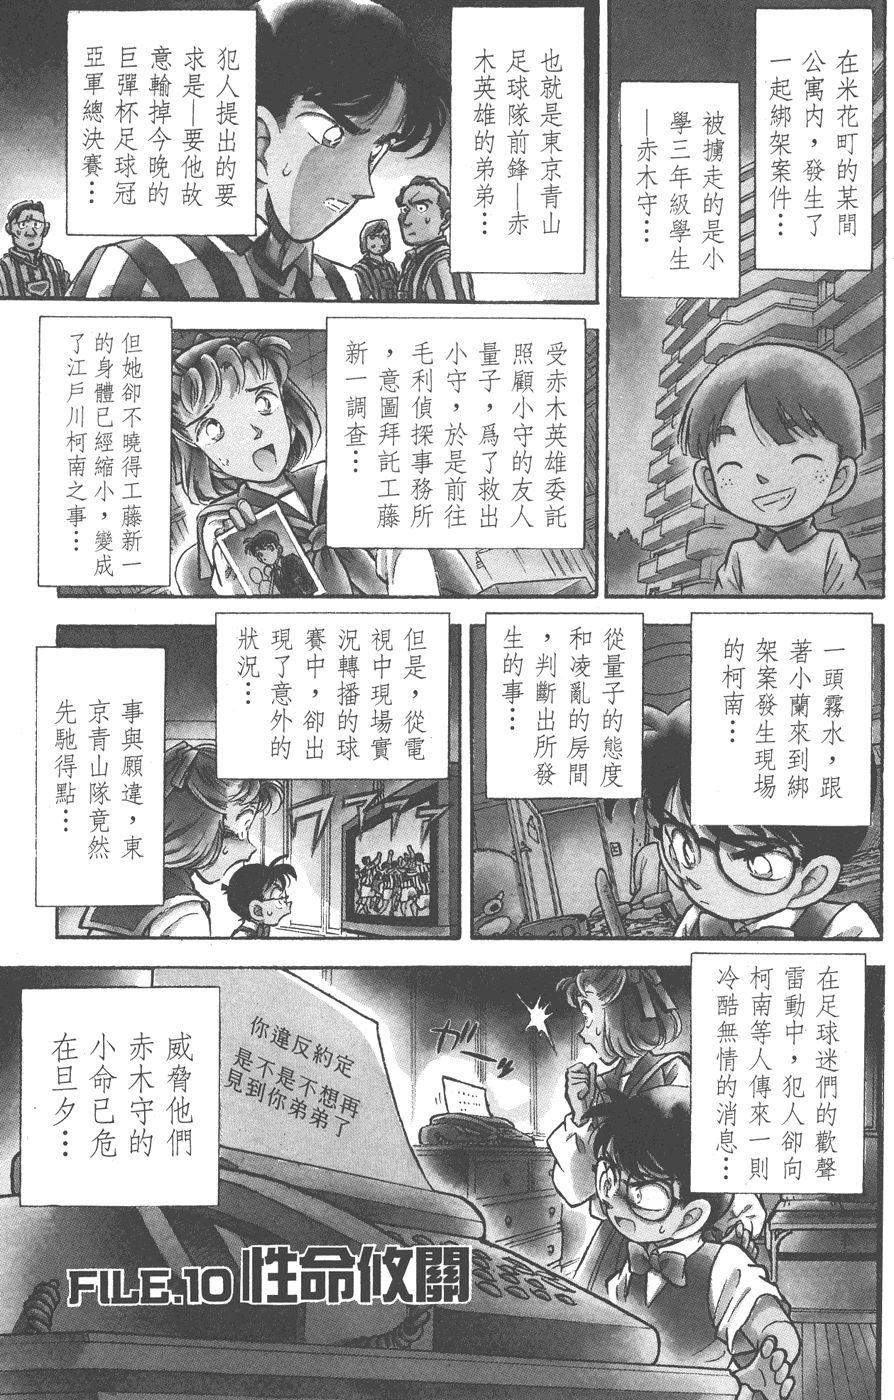 在米花町的某間
公寓內，發生了
一起綁架案件…
被擄走的是小
學三年級學生
—赤木守…
也就是東京青山
足球隊前鋒—赤
木英雄的弟弟…
犯人提出的要
求是—要他故
意輸掉今晚的
巨彈杯足球冠
亞軍總決賽…
受赤木英雄委託
照顧小守的友人
量子，爲了救出
小守，於是前往
毛利偵探事務所
，意圖拜託工藤
新一調查…
但她卻不曉得工藤新一
的身體已經縮小，變成
了江戶川柯南之事…
一頭霧水，跟
著小蘭來到綁
架案發生現場
的柯南…
從量子的態度
和凌亂的房間
，判斷出所發
生的事…
但是，從電
視中現場實
況轉播的球
賽中，卻出
現了意外的
狀況…
事與願違，東
京青山隊竟然
先馳得點…
ワアアア
在足球迷們的歡聲
雷動中，犯人卻向
柯南等人傳來一則
冷酷無情的消息…
ガーッ
你違反約定
是不是不想再
見到你弟弟了
威脅他們
赤木守的
小命已危
在旦夕…
FILE.10 性命攸關